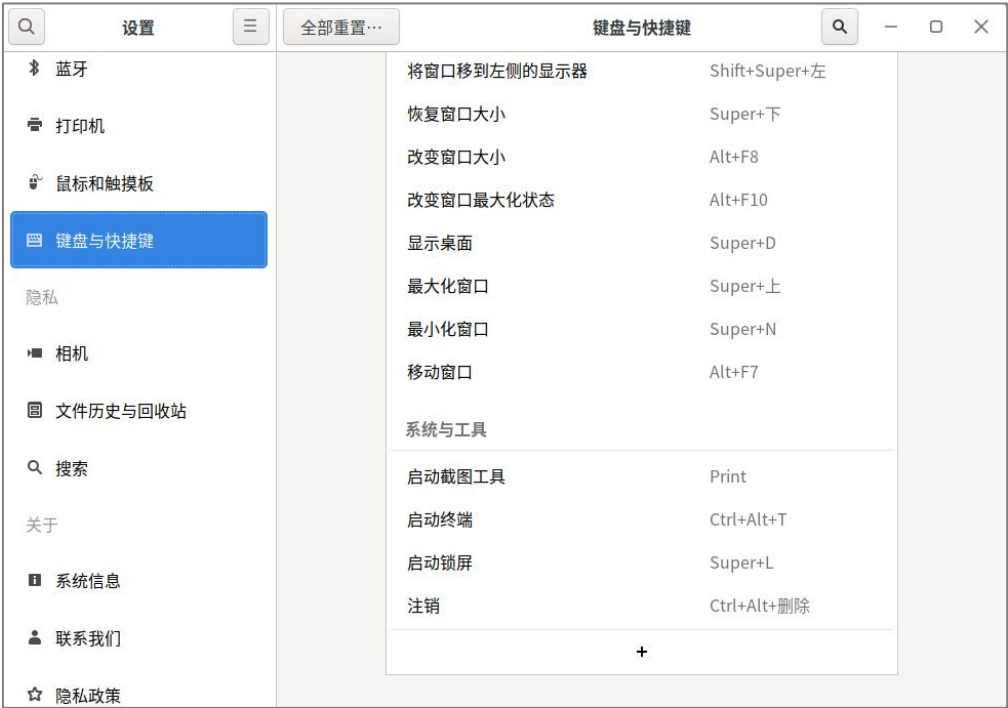 设置
全部重置…
键盘与快捷键
蓝牙
打印机
鼠标和触摸板
键盘与快捷键
隐私
相机
文件历史与回收站
搜索
关于
系统信息
联系我们
隐私政策
将窗口移到左侧的显示器 Shift+Super+左
恢复窗口大小 Super+下
改变窗口大小 Alt+F8
改变窗口最大化状态 Alt+F10
显示桌面 Super+D
最大化窗口 Super+上
最小化窗口 Super+N
移动窗口 Alt+F7
系统与工具
启动截图工具 Print
启动终端 Ctrl+Alt+T
启动锁屏 Super+L
注销 Ctrl+Alt+删除
+